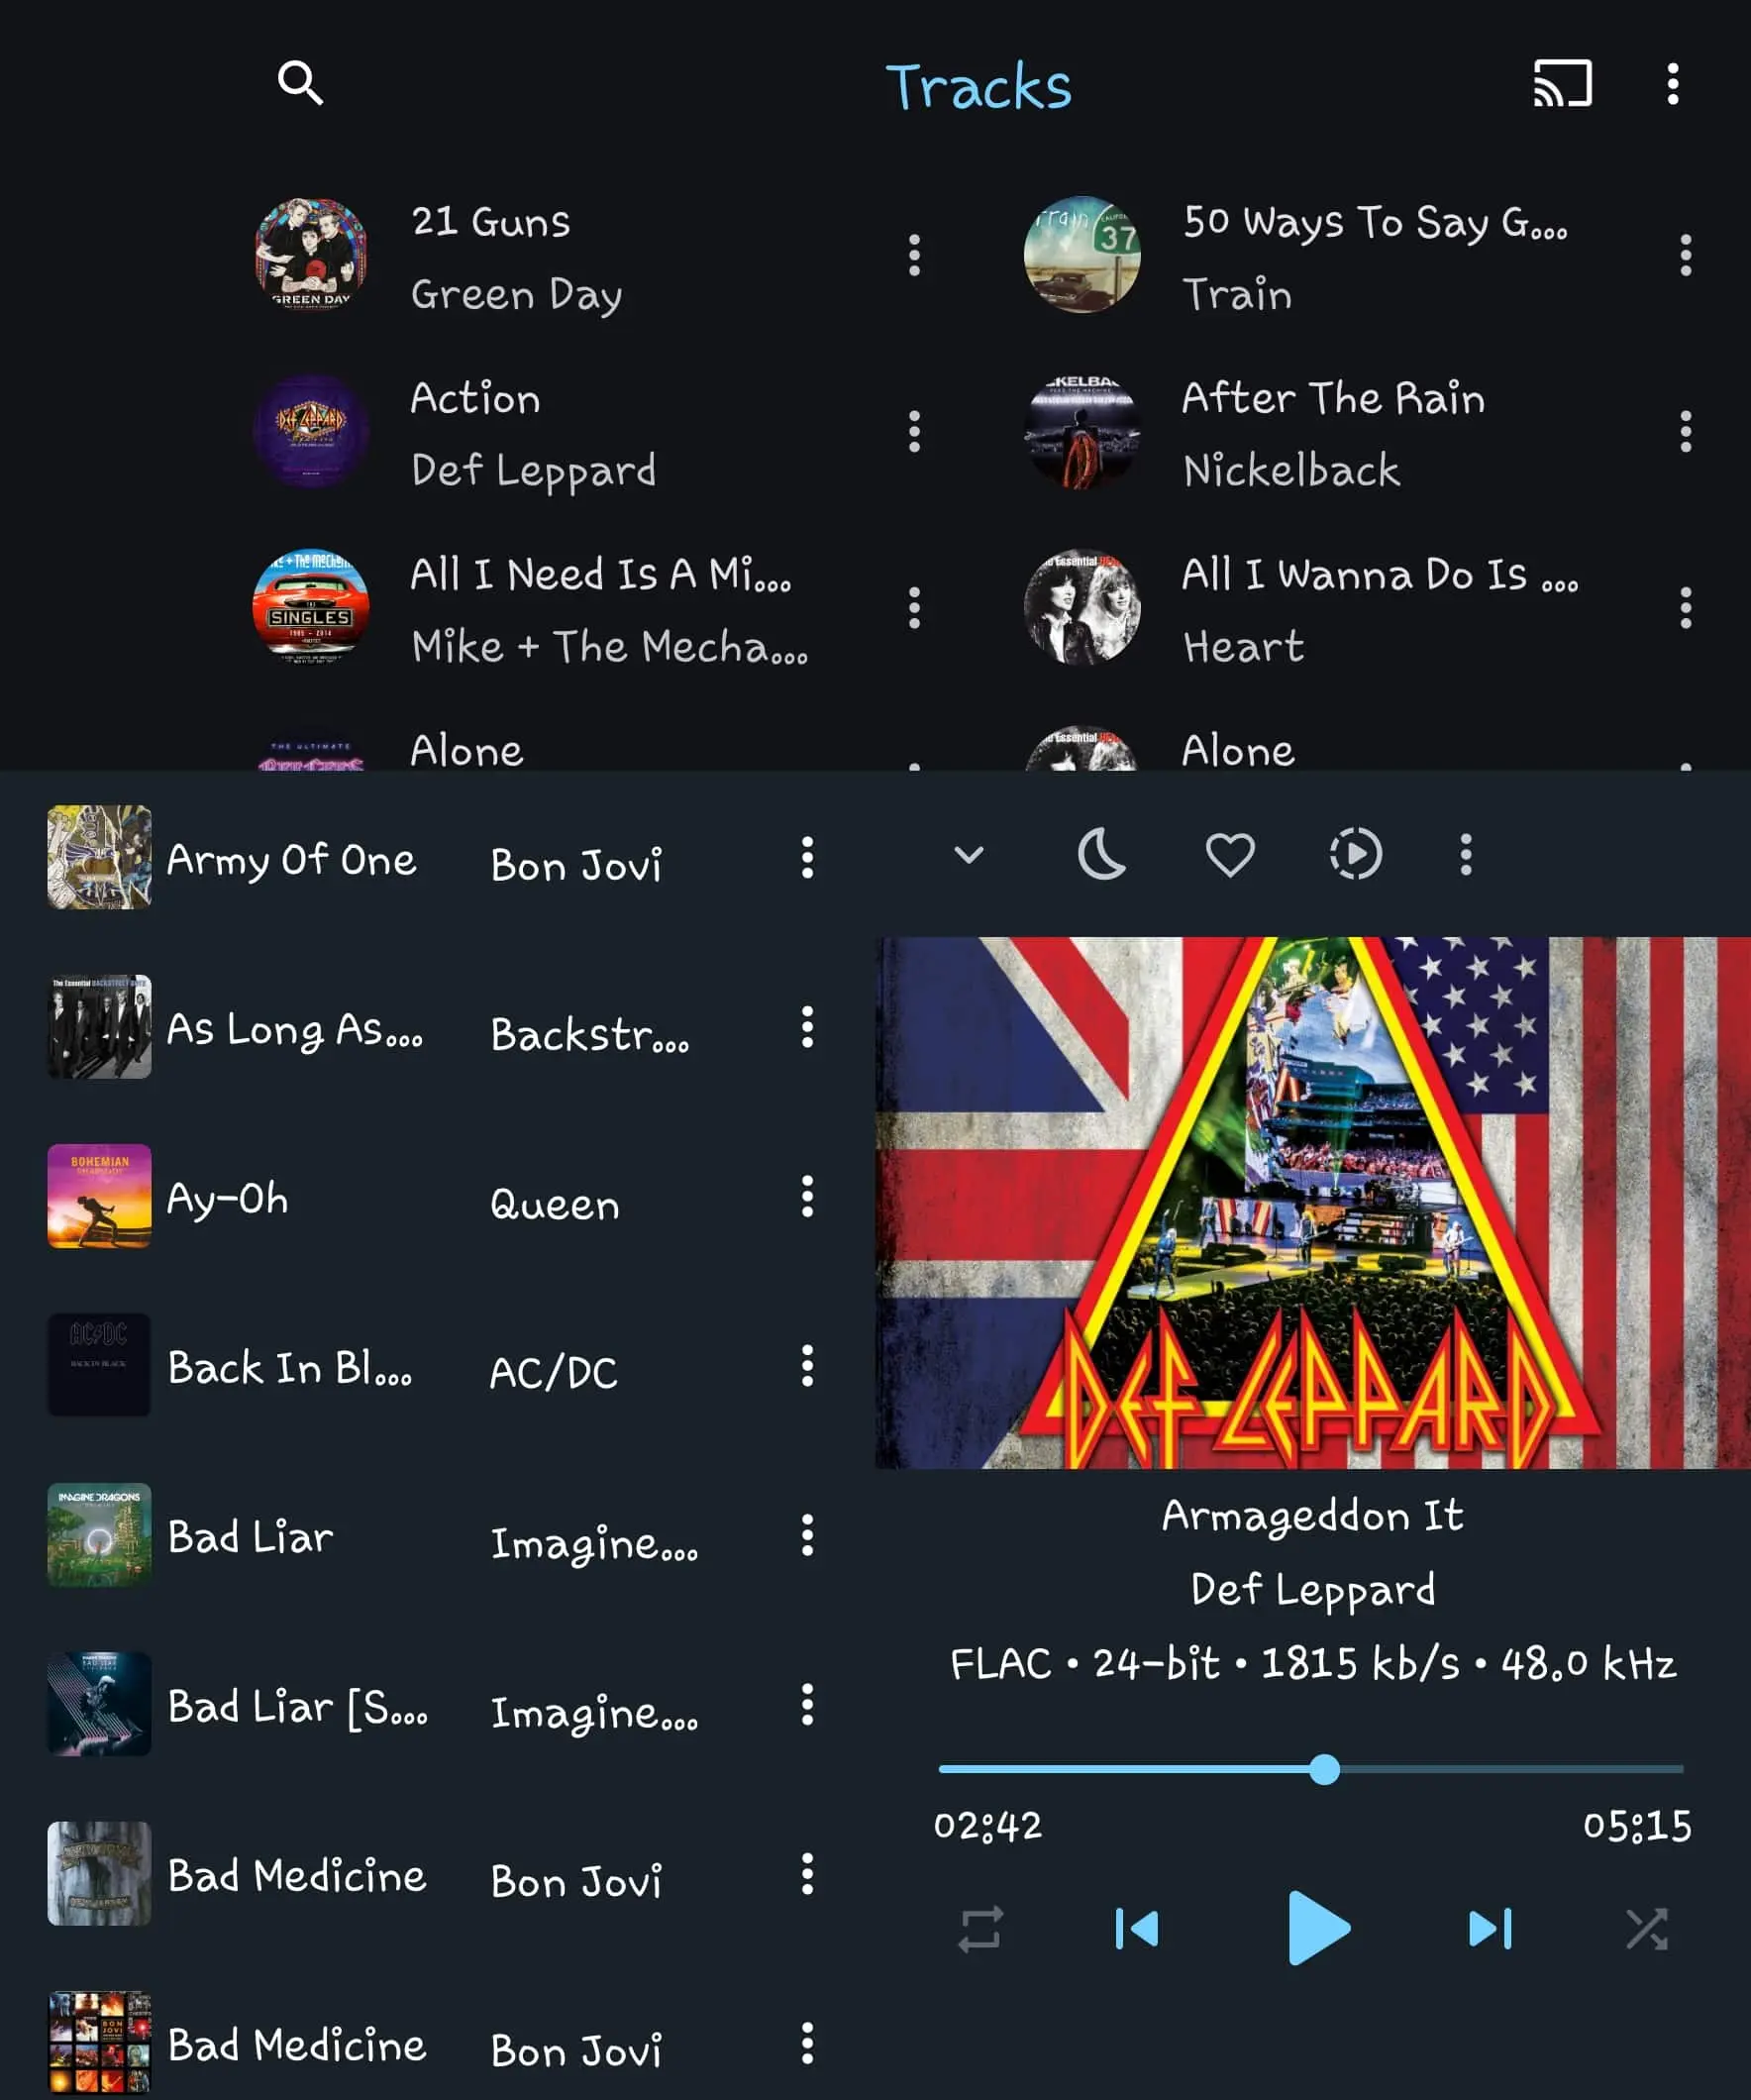 Tracks
21 Guns
Green Day
50 Ways To Say G...
Train
Action
Def Leppard
After The Rain
Nickelback
All I Need Is A Mi...
Mike + The Mecha...
All I Wanna Do Is ...
Heart
Alone
Alone
Army Of One
Bon Jovi
As Long As...
Backstr...
Ay-Oh
Queen
Back In Bl...
AC/DC
Bad Liar
Imagine...
Bad Liar [S...
Imagine...
Bad Medicine
Bon Jovi
Bad Medicine
Bon Jovi
DEF LEPPARD
Armageddon It
Def Leppard
FLAC • 24-bit • 1815 kb/s • 48.0 kHz
02:42
05:15